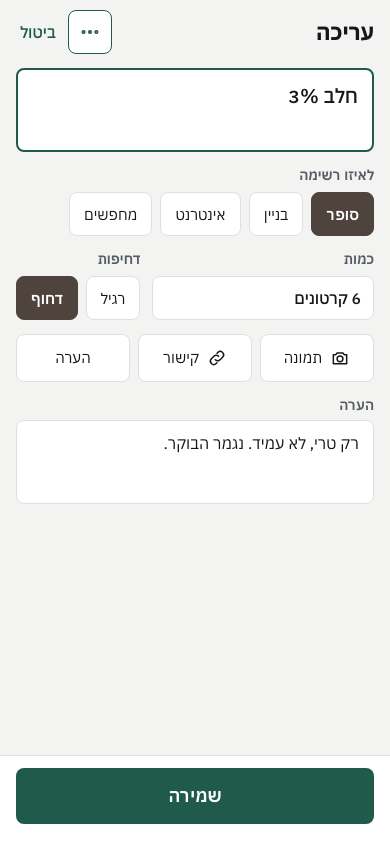 עריכה
ביטול
חלב 3%
לאיזו רשימה
סופר
בניין
אינטרנט
מחפשים
כמות
דחיפות
6 קרטונים
רגיל
דחוף
תמונה
קישור
הערה
הערה
רק טרי, לא עמיד. נגמר הבוקר.
שמירה